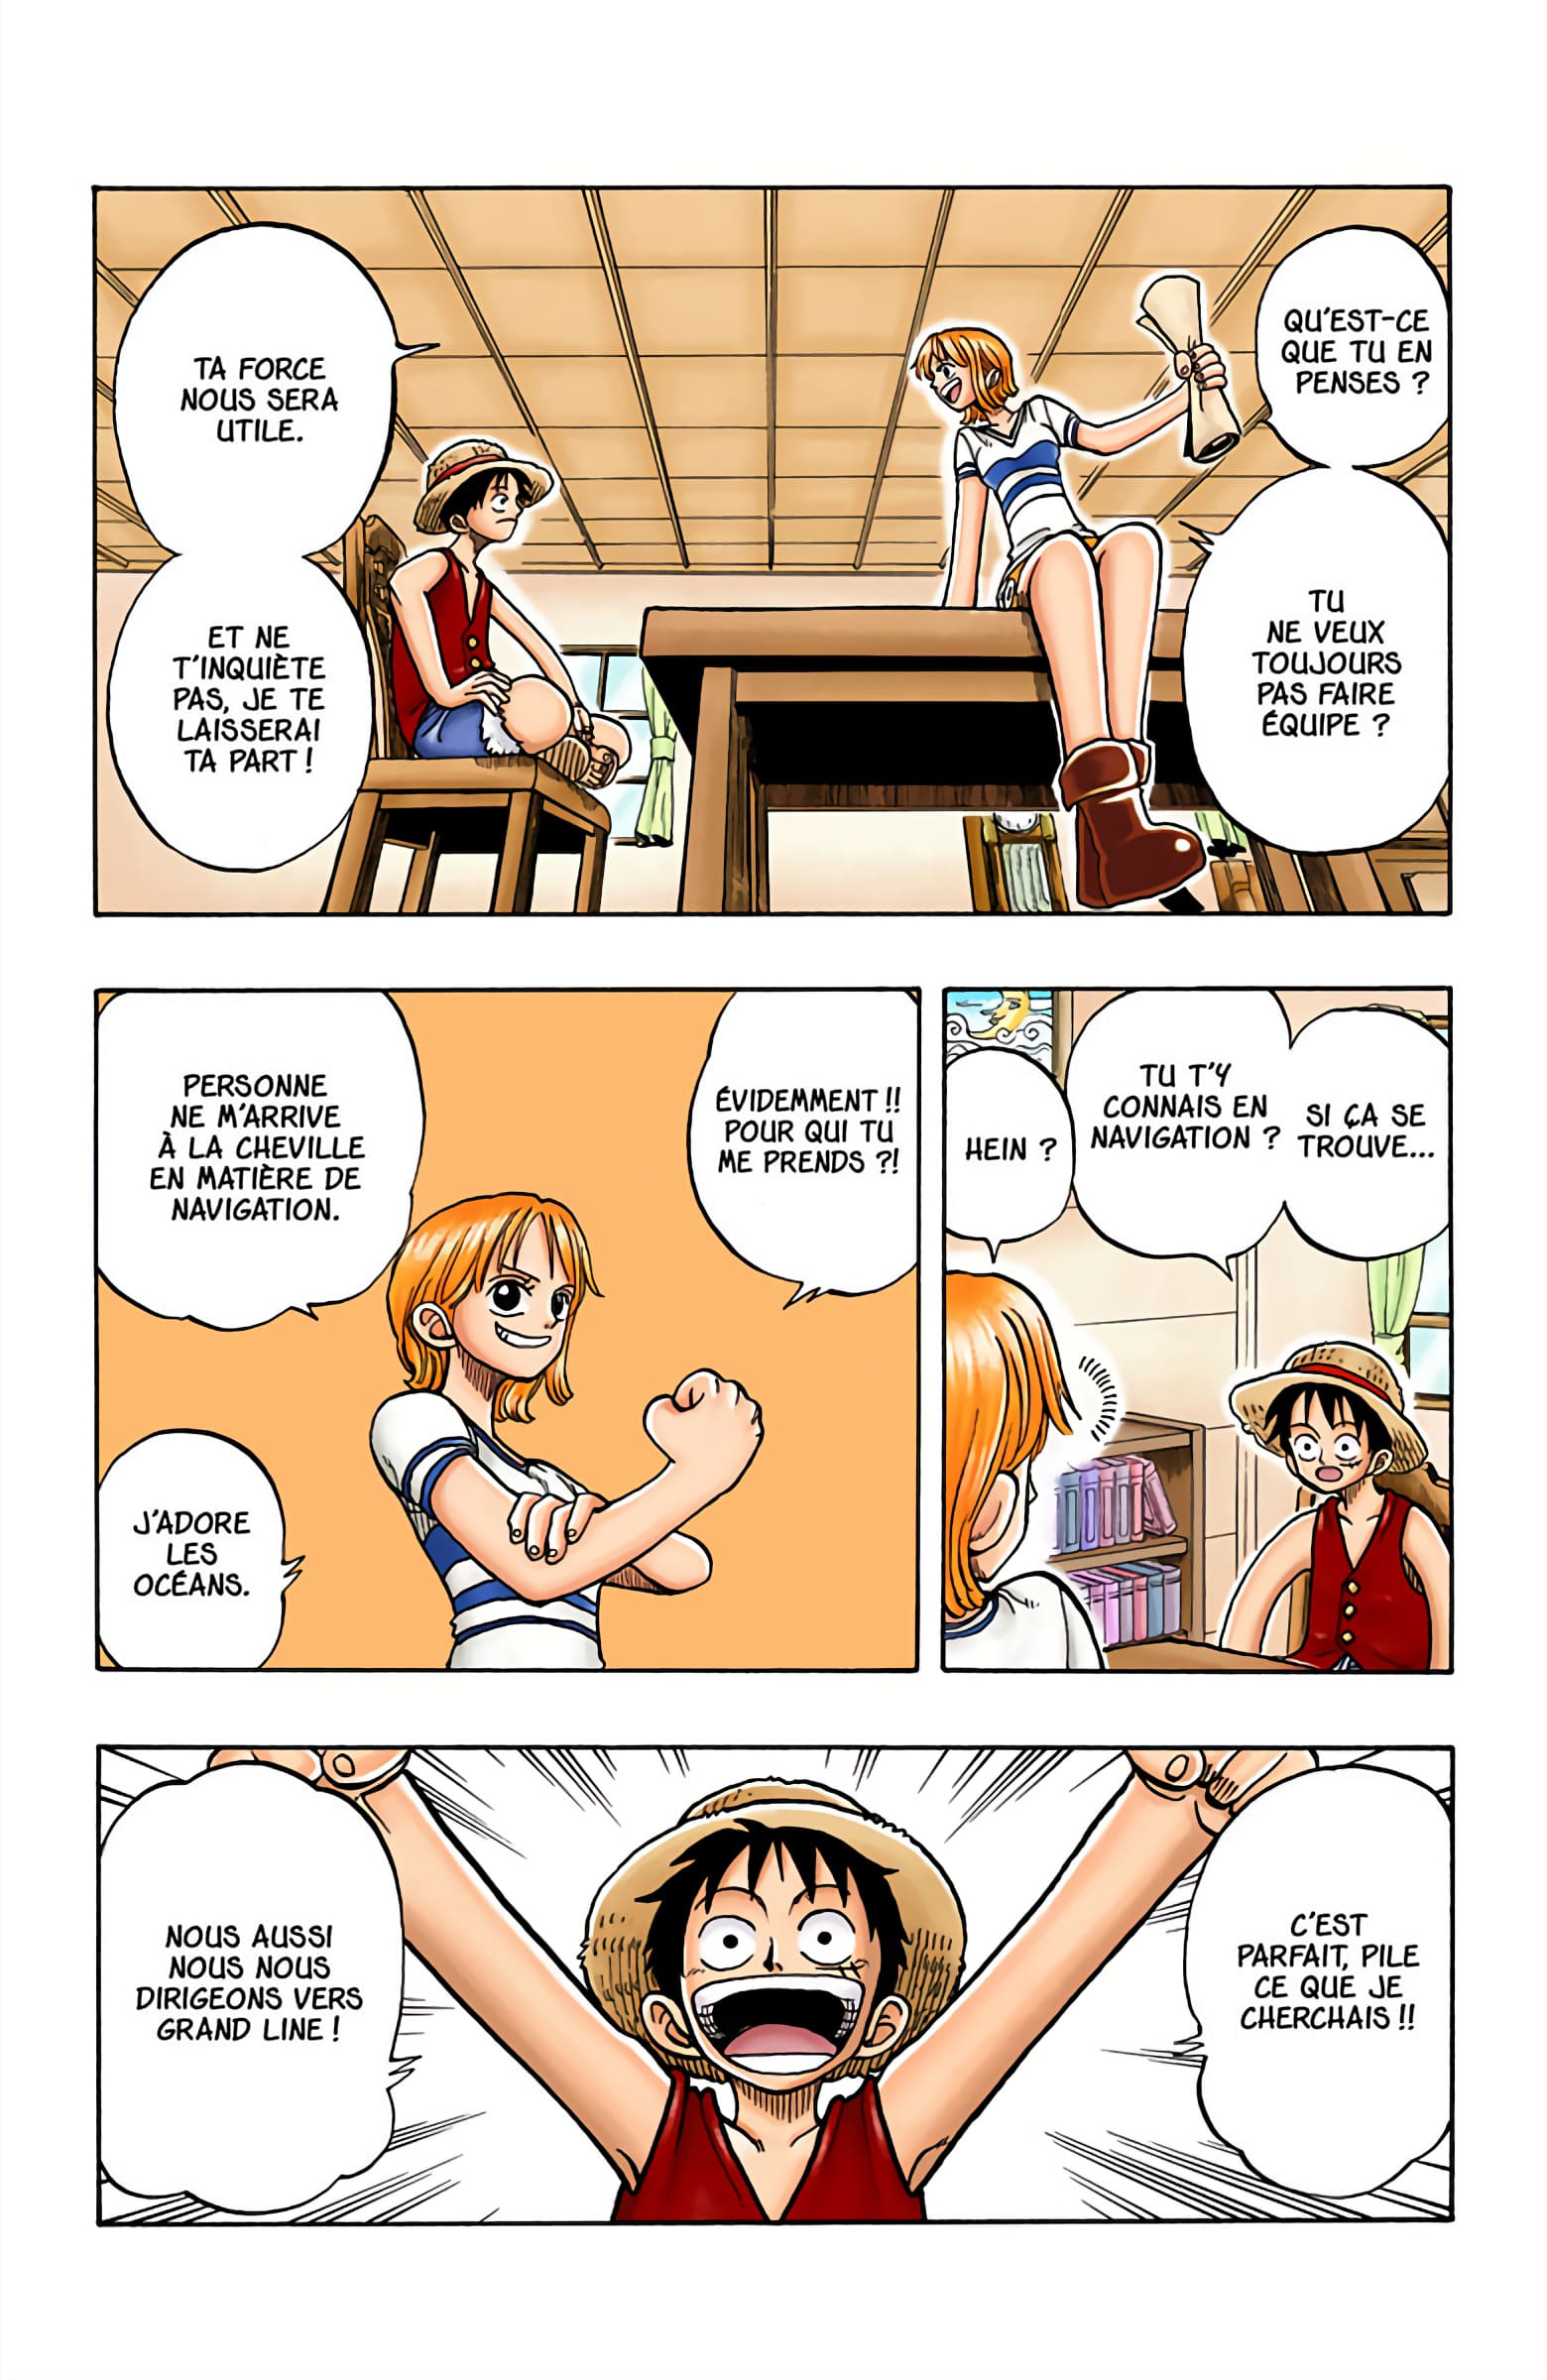 QU'EST-CE
QUE TU EN
PENSES ?
TU
NE VEUX
TOUJOURS
PAS FAIRE
ÉQUIPE ?
TA FORCE
NOUS SERA
UTILE.
ET NE
T'INQUIÈTE
PAS, JE TE
LAISSERAI
TA PART !
SI ÇA SE
TROUVE...
TU T'Y
CONNAIS EN
NAVIGATION ?
HEIN ?
ÉVIDEMMENT !!
POUR QUI TU
ME PRENDS ?!
PERSONNE
NE M'ARRIVE
À LA CHEVILLE
EN MATIÈRE DE
NAVIGATION.
J'ADORE
LES
OCÉANS.
C'EST
PARFAIT, PILE
CE QUE JE
CHERCHAIS !!
NOUS AUSSI
NOUS NOUS
DIRIGEONS VERS
GRAND LINE !